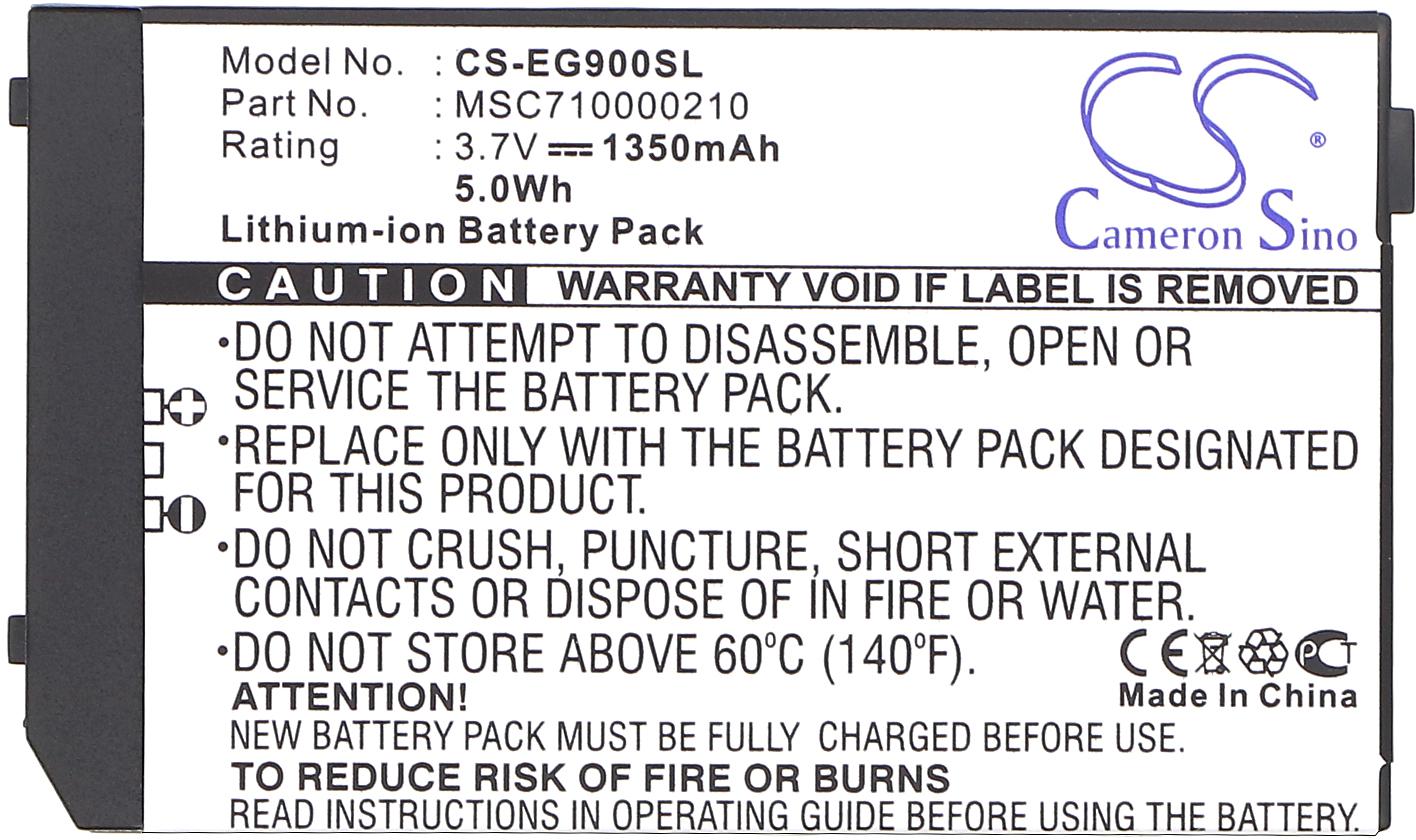 Model No. : CS-EG900SL
Part No. : MSC710000210
Rating : 3.7V ⎓ 1350mAh
5.0Wh
Lithium-ion Battery Pack
CS ®
Cameron Sino
CAUTION WARRANTY VOID IF LABEL IS REMOVED
•DO NOT ATTEMPT TO DISASSEMBLE, OPEN OR
SERVICE THE BATTERY PACK.
•REPLACE ONLY WITH THE BATTERY PACK DESIGNATED
FOR THIS PRODUCT.
•DO NOT CRUSH, PUNCTURE, SHORT EXTERNAL
CONTACTS OR DISPOSE OF IN FIRE OR WATER.
•DO NOT STORE ABOVE 60°C (140°F).
CE PCT
Made In China
ATTENTION!
NEW BATTERY PACK MUST BE FULLY CHARGED BEFORE USE.
TO REDUCE RISK OF FIRE OR BURNS
READ INSTRUCTIONS IN OPERATING GUIDE BEFORE USING THE BATTERY.